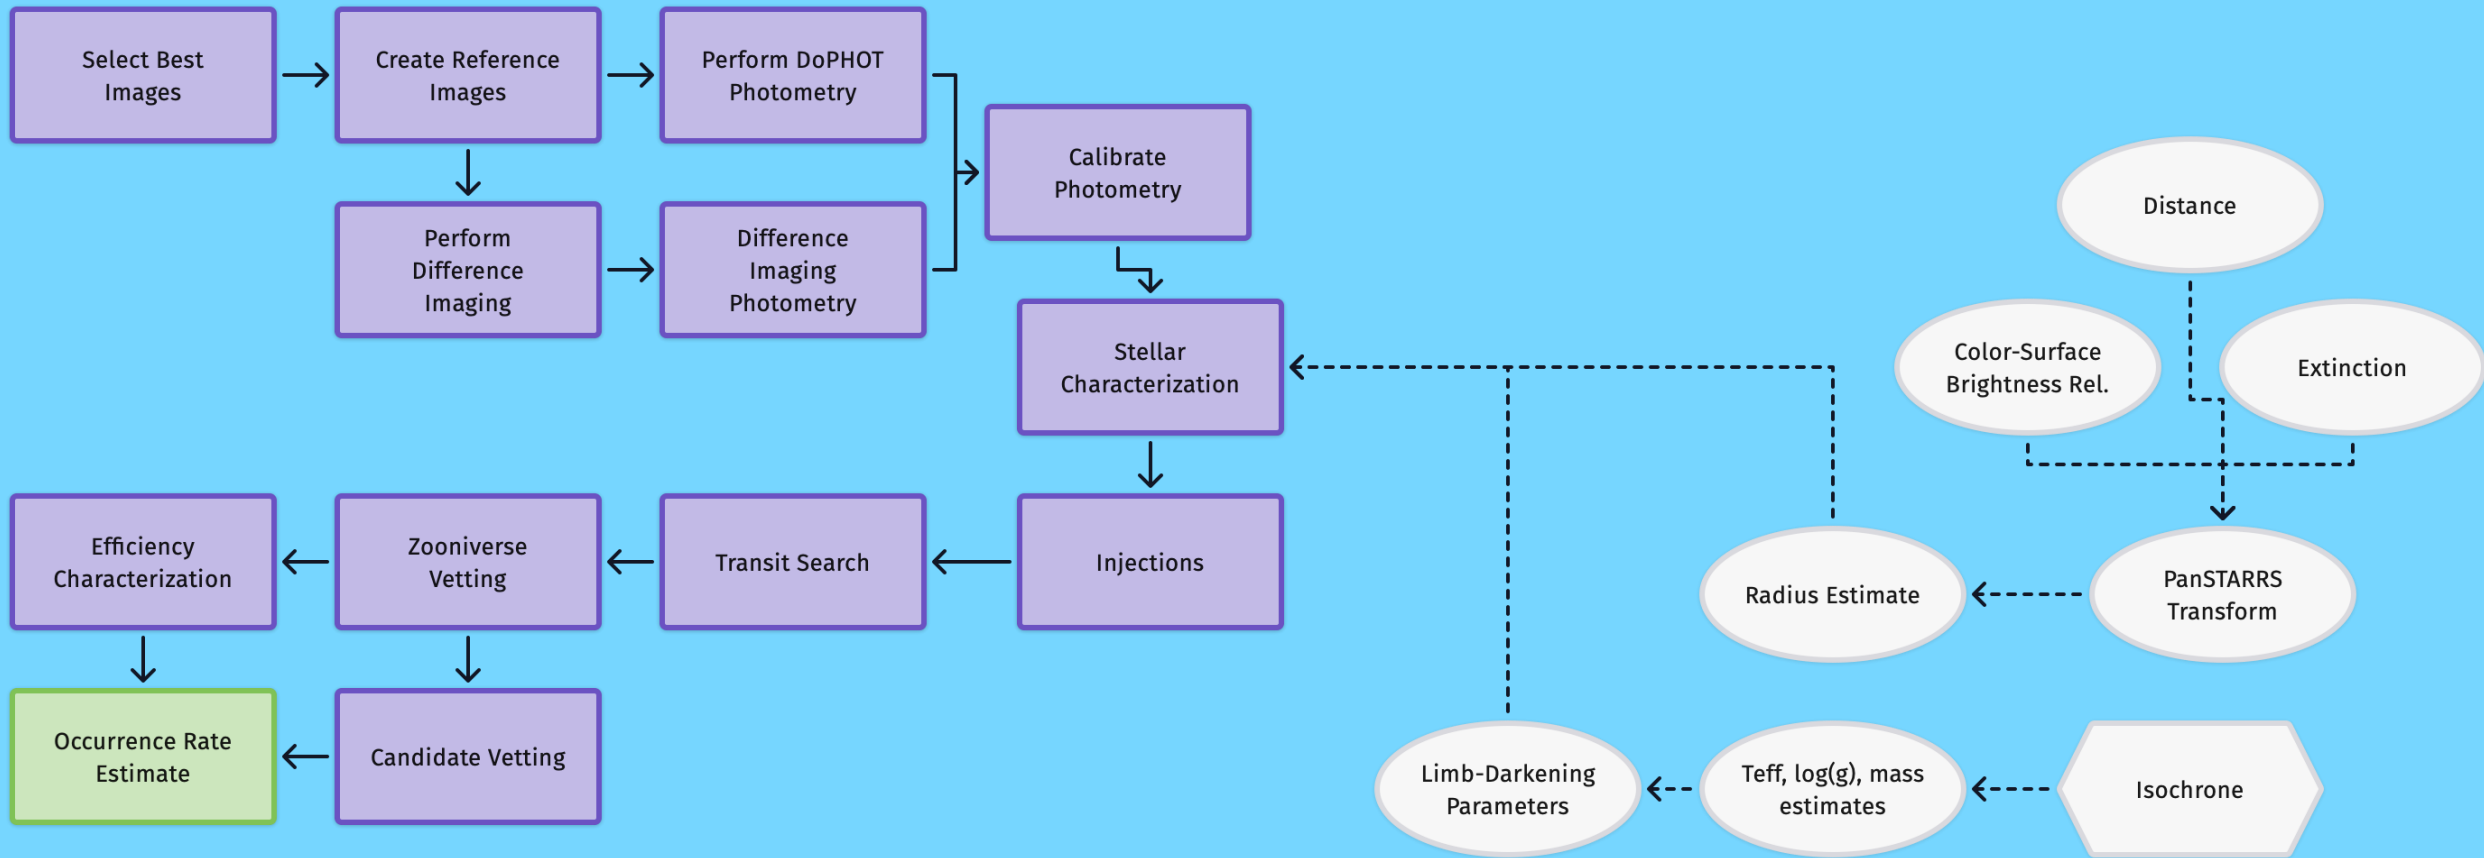 Select Best
Images
Create Reference
Images
Perform DoPHOT
Photometry
Calibrate
Photometry
Perform
Difference
Imaging
Difference
Imaging
Photometry
Stellar
Characterization
Distance
Color-Surface
Brightness Rel.
Extinction
Efficiency
Characterization
Zooniverse
Vetting
Transit Search
Injections
Radius Estimate
PanSTARRS
Transform
Occurrence Rate
Estimate
Candidate Vetting
Limb-Darkening
Parameters
Teff, log(g), mass
estimates
Isochrone